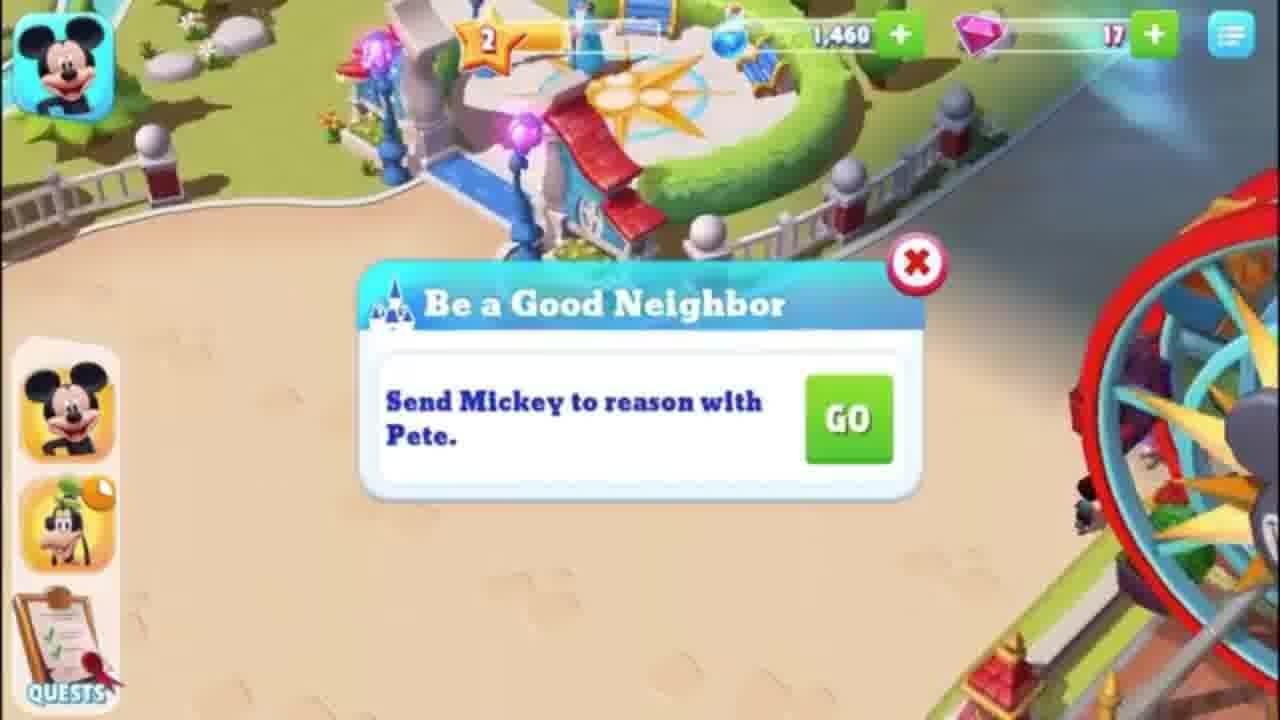 2
1,460
17
Be a Good Neighbor
Send Mickey to reason with
Pete.
GO
QUESTS